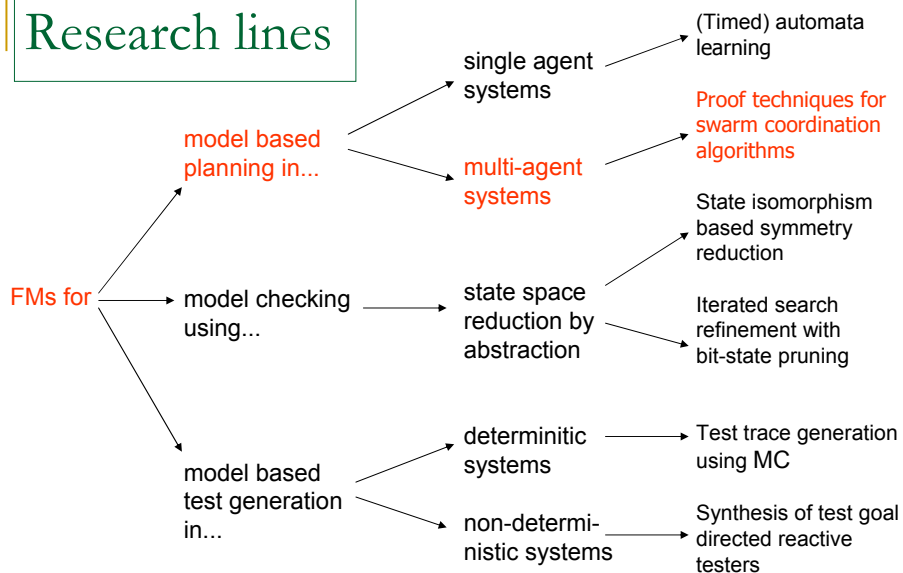 Research lines
FMs for
model based
planning in...
single agent
systems
(Timed) automata
learning
multi-agent
systems
Proof techniques for
swarm coordination
algorithms
model checking
using...
state space
reduction by
abstraction
State isomorphism
based symmetry
reduction
Iterated search
refinement with
bit-state pruning
model based
test generation
in...
determinitic
systems
Test trace generation
using MC
non-determi-
nistic systems
Synthesis of test goal
directed reactive
testers